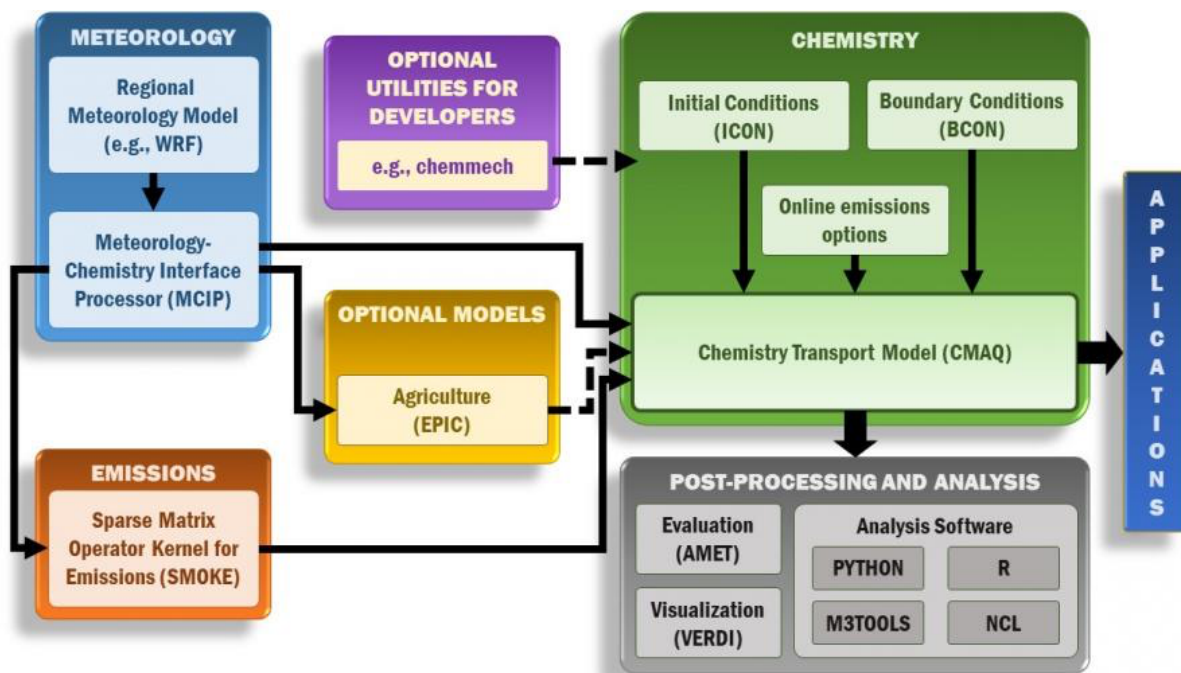 METEOROLOGY
Regional
Meteorology Model
(e.g., WRF)
Meteorology-
Chemistry Interface
Processor (MCIP)
OPTIONAL
UTILITIES FOR
DEVELOPERS
e.g., chemmech
OPTIONAL MODELS
Agriculture
(EPIC)
EMISSIONS
Sparse Matrix
Operator Kernel for
Emissions (SMOKE)
CHEMISTRY
Initial Conditions
(ICON)
Boundary Conditions
(BCON)
Online emissions
options
Chemistry Transport Model (CMAQ)
POST-PROCESSING AND ANALYSIS
Evaluation
(AMET)
Visualization
(VERDI)
Analysis Software
PYTHON
R
M3TOOLS
NCL
APPLICATIONS